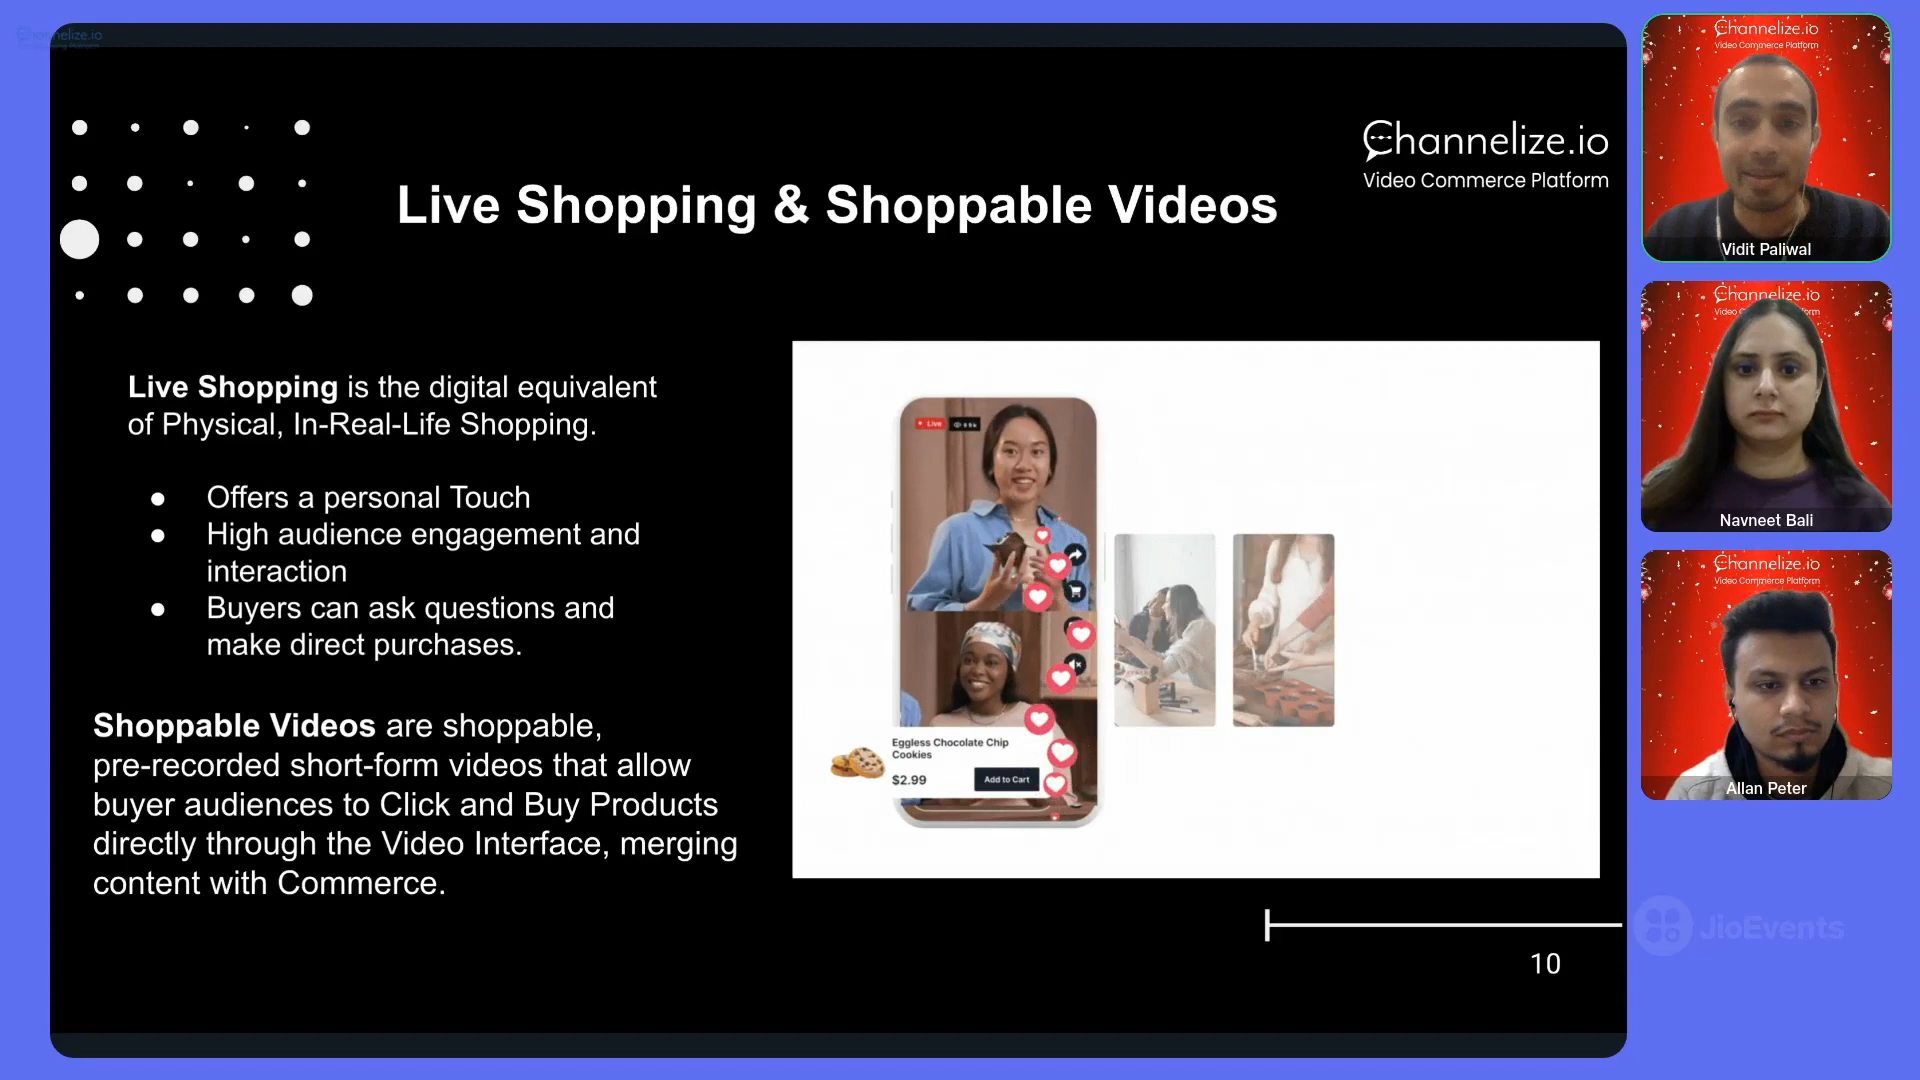 Channelize.io
Live Shopping & Shoppable Videos
Channelize.io
Video Commerce Platform
Live Shopping is the digital equivalent
of Physical, In-Real-Life Shopping.
● Offers a personal Touch
● High audience engagement and
interaction
● Buyers can ask questions and
make direct purchases.
Shoppable Videos are shoppable,
pre-recorded short-form videos that allow
buyer audiences to Click and Buy Products
directly through the Video Interface, merging
content with Commerce.
Live
Eggless Chocolate Chip
Cookies
$2.99
Add to Cart
10
Channelize.io
Video Commerce Platform
Vidit Paliwal
Channelize.io
Navneet Bali
Channelize.io
Video Commerce Platform
Allan Peter
JioEvents